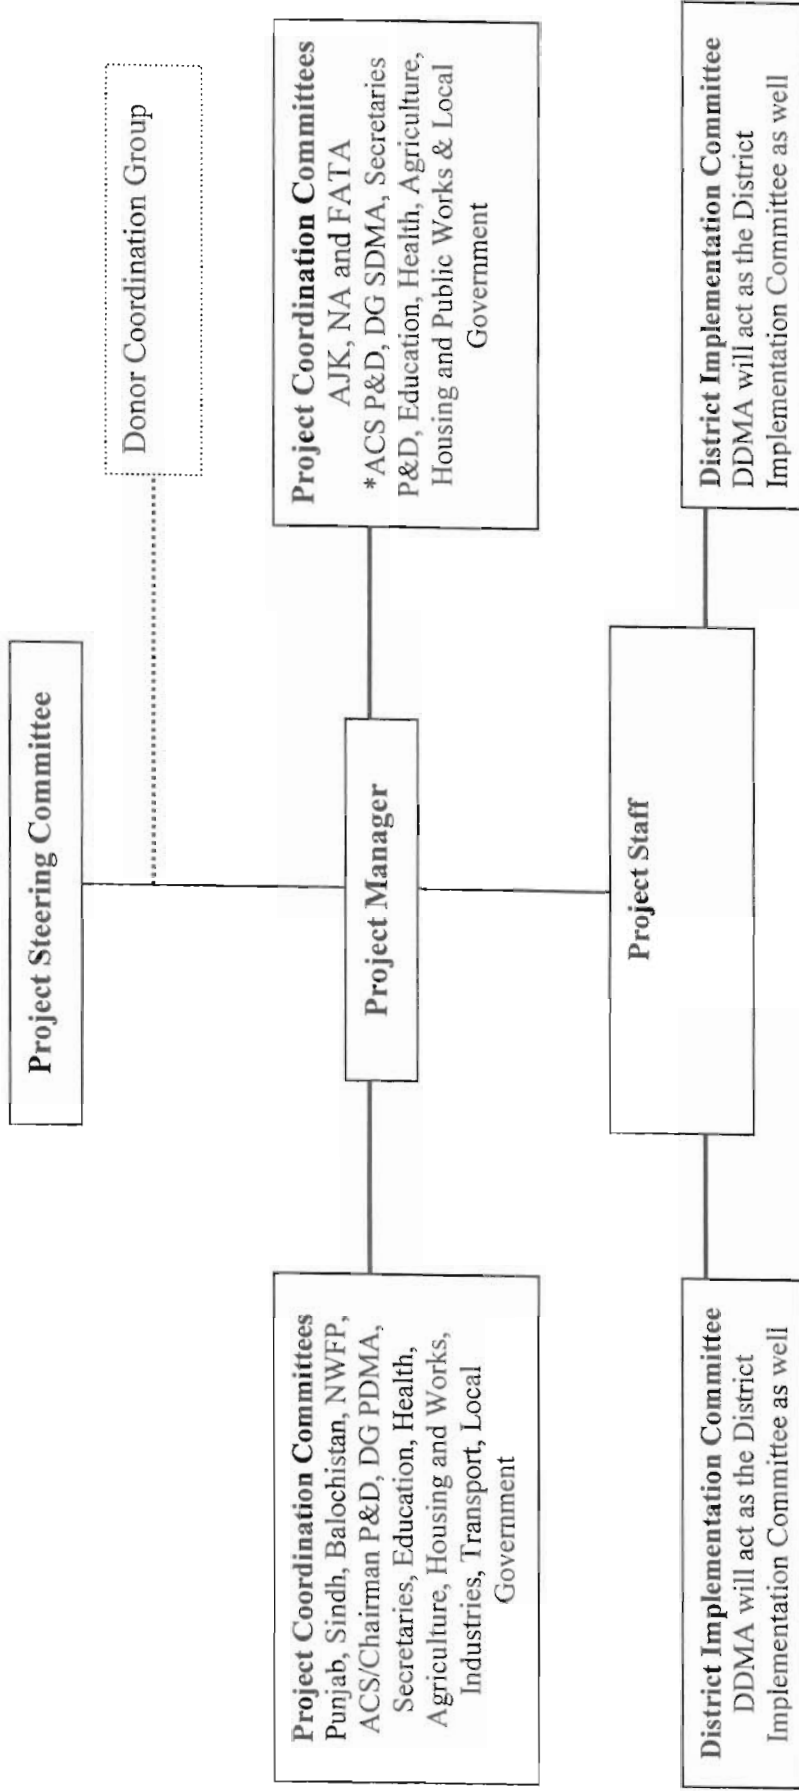 Project Steering Committee
Donor Coordination Group
Project Coordination Committees
Punjab, Sindh, Balochistan, NWFP,
ACS/Chairman P&D, DG PDMA,
Secretaries, Education, Health,
Agriculture, Housing and Works,
Industries, Transport, Local
Government
Project Manager
Project Coordination Committees
AJK, NA and FATA
*ACS P&D, DG SDMA, Secretaries
P&D, Education, Health, Agriculture,
Housing and Public Works & Local
Government
Project Staff
District Implementation Committee
DDMA will act as the District
Implementation Committee as well
District Implementation Committee
DDMA will act as the District
Implementation Committee as well